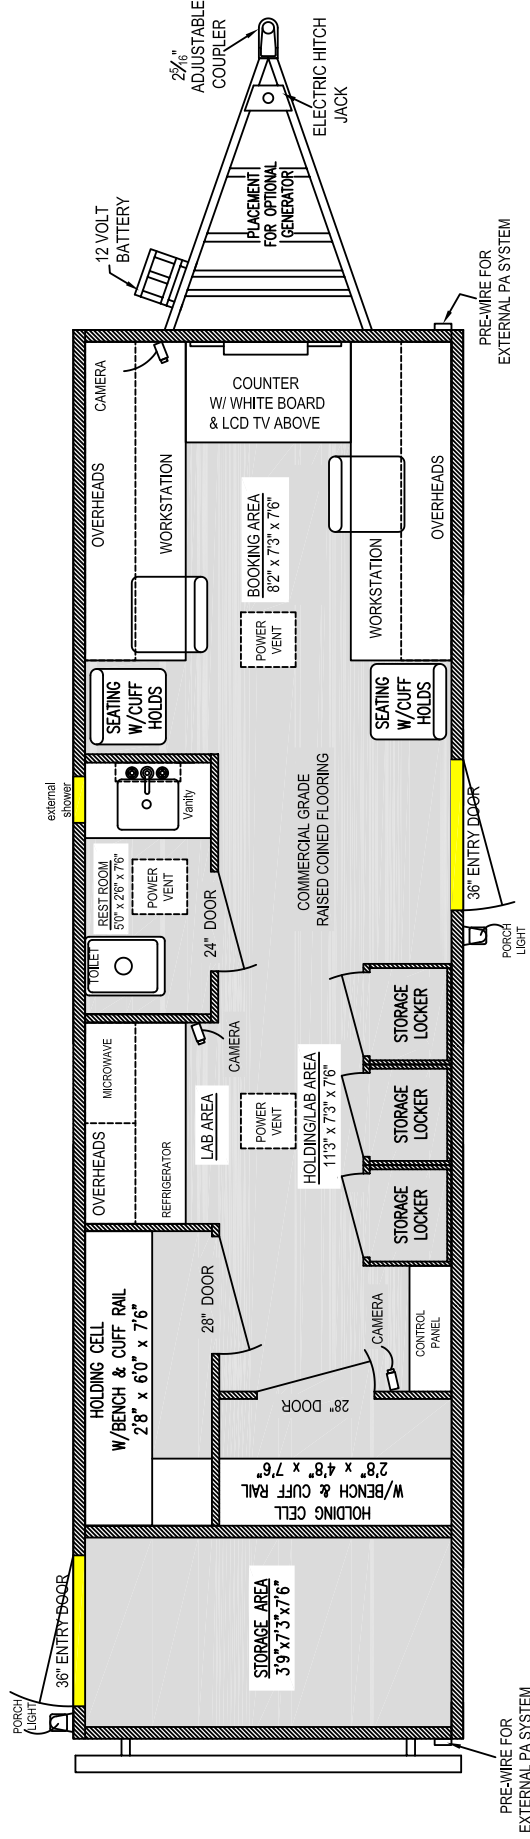 2 5/16"
ADJUSTABLE
COUPLER
ELECTRIC HITCH
JACK
PLACEMENT
FOR OPTIONAL
GENERATOR
12 VOLT
BATTERY
PRE-WIRE FOR
EXTERNAL PA SYSTEM
CAMERA
COUNTER
W/ WHITE BOARD
& LCD TV ABOVE
OVERHEADS
WORKSTATION
BOOKING AREA
8'2" x 7'3" x 7'6"
WORKSTATION
OVERHEADS
POWER
VENT
SEATING
W/CUFF
HOLDS
SEATING
W/CUFF
HOLDS
external
shower
Vanity
COMMERCIAL GRADE
RAISED COINED FLOORING
36" ENTRY DOOR
PORCH
LIGHT
REST ROOM
5'0" x 2'6" x 7'6"
POWER
VENT
24" DOOR
TOILET
CAMERA
MICROWAVE
OVERHEADS
REFRIGERATOR
LAB AREA
POWER
VENT
HOLDING/LAB AREA
11'3" x 7'3" x 7'6"
STORAGE
LOCKER
STORAGE
LOCKER
STORAGE
LOCKER
HOLDING CELL
W/BENCH & CUFF RAIL
2'8" x 6'0" x 7'6"
28" DOOR
CAMERA
CONTROL
PANEL
28" DOOR
HOLDING CELL
W/BENCH & CUFF RAIL
2'8" x 4'8" x 7'6"
STORAGE AREA
3'9"x7'3"x7'6"
36" ENTRY DOOR
PORCH
LIGHT
PRE-WIRE FOR
EXTERNAL PA SYSTEM